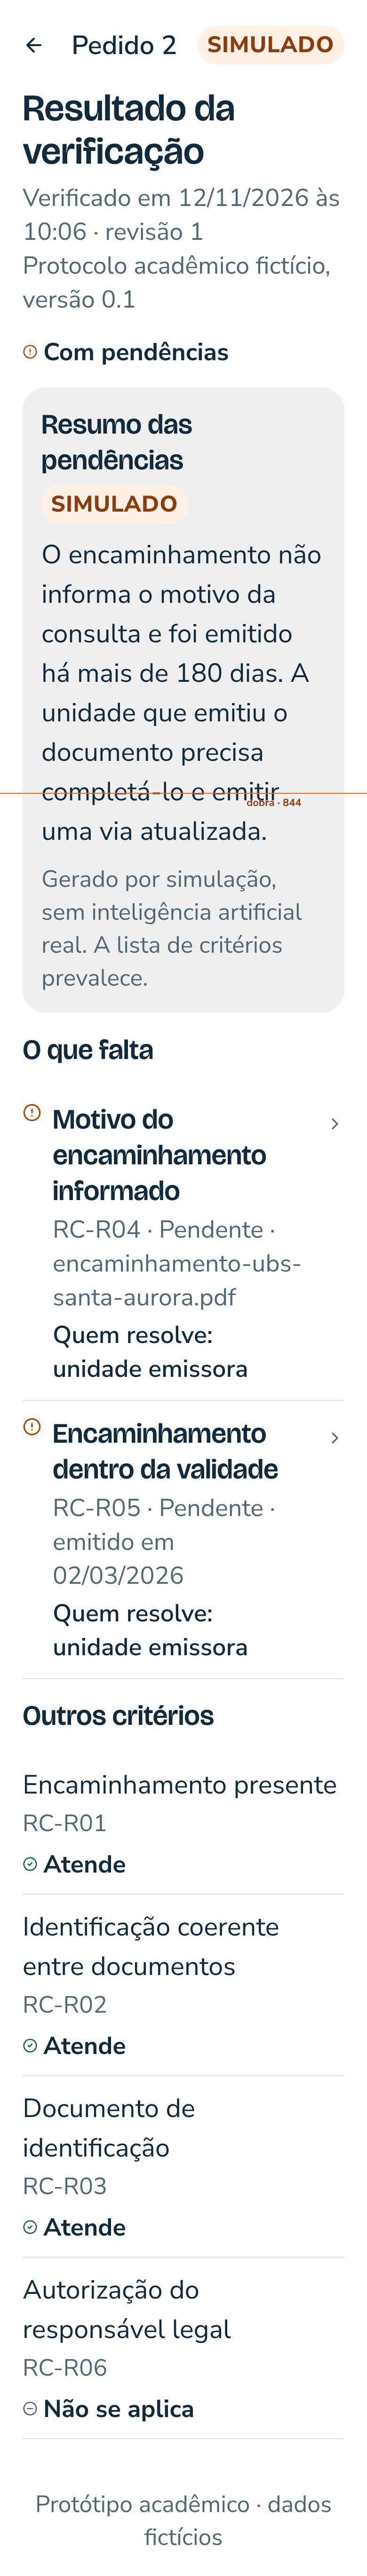 Pedido 2
SIMULADO
Resultado da
verificação
Verificado em 12/11/2026 às
10:06 · revisão 1
Protocolo acadêmico fictício,
versão 0.1
Com pendências
Resumo das
pendências
SIMULADO
O encaminhamento não
informa o motivo da
consulta e foi emitido
há mais de 180 dias. A
unidade que emitiu o
documento precisa
completá-lo e emitir
dobra · 844
uma via atualizada.
Gerado por simulação,
sem inteligência artificial
real. A lista de critérios
prevalece.
O que falta
Motivo do
encaminhamento
informado
RC-R04 · Pendente ·
encaminhamento-ubs-
santa-aurora.pdf
Quem resolve:
unidade emissora
Encaminhamento
dentro da validade
RC-R05 · Pendente ·
emitido em
02/03/2026
Quem resolve:
unidade emissora
Outros critérios
Encaminhamento presente
RC-R01
Atende
Identificação coerente
entre documentos
RC-R02
Atende
Documento de
identificação
RC-R03
Atende
Autorização do
responsável legal
RC-R06
Não se aplica
Protótipo acadêmico · dados
fictícios